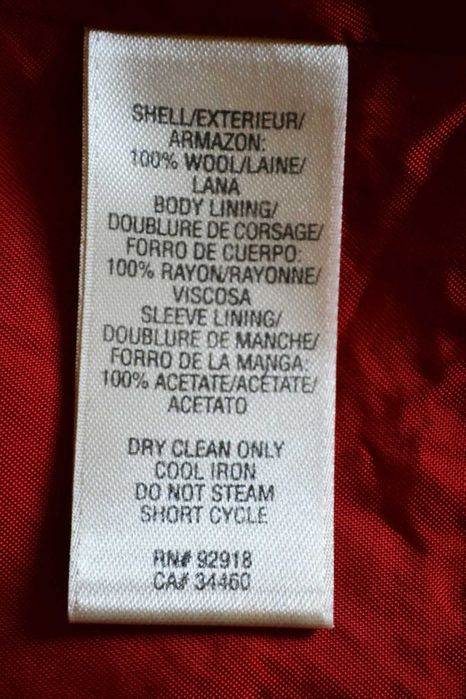 SHELL/EXTERIEUR/
ARMAZON:
100% WOOL/LAINE/
LANA
BODY LINING/
DOUBLURE DE CORSAGE/
FORRO DE CUERPO:
100% RAYON/RAYONNE/
VISCOSA
SLEEVE LINING/
DOUBLURE DE MANCHE/
FORRO DE LA MANGA:
100% ACETATE/ACÉTATE/
ACETATO
DRY CLEAN ONLY
COOL IRON
DO NOT STEAM
SHORT CYCLE
RN# 92918
CA# 34460